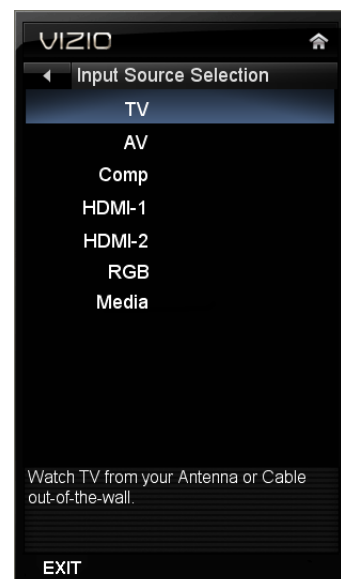 VIZIO
Input Source Selection
TV
AV
Comp
HDMI-1
HDMI-2
RGB
Media
Watch TV from your Antenna or Cable
out-of-the-wall.
EXIT